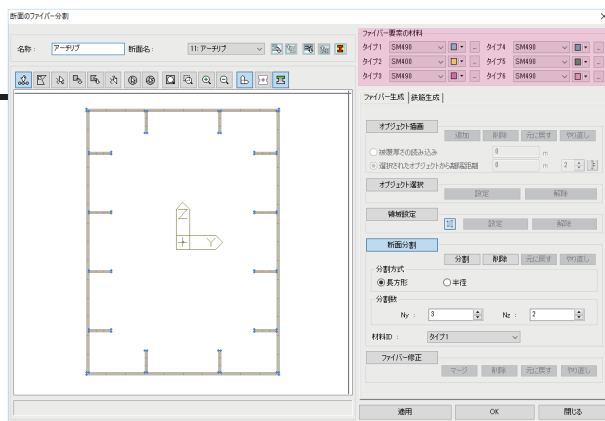 断面のファイバー分割
名称 : アーチリブ 断面名 : 11: アーチリブ
ファイバー要素の材料
タイプ1 SM490 タイプ4 SM490
タイプ2 SM400 タイプ5 SM490
タイプ3 SM490 タイプ6 SM490
ファイバー生成 鉄筋生成
オブジェクト描画
追加 削除 元に戻す やり直し
被覆厚さの読み込み 0 m
選択されたオブジェクトから離隔距離 0 m 2
オブジェクト選択
設定 解除
領域設定
設定 解除
断面分割
分割 削除 元に戻す やり直し
分割方式
長方形 半径
分割数
Ny : 3 Nz : 2
材料ID : タイプ1
ファイバー修正
マージ 削除 元に戻す やり直し
Z
Y
適用 OK 閉じる